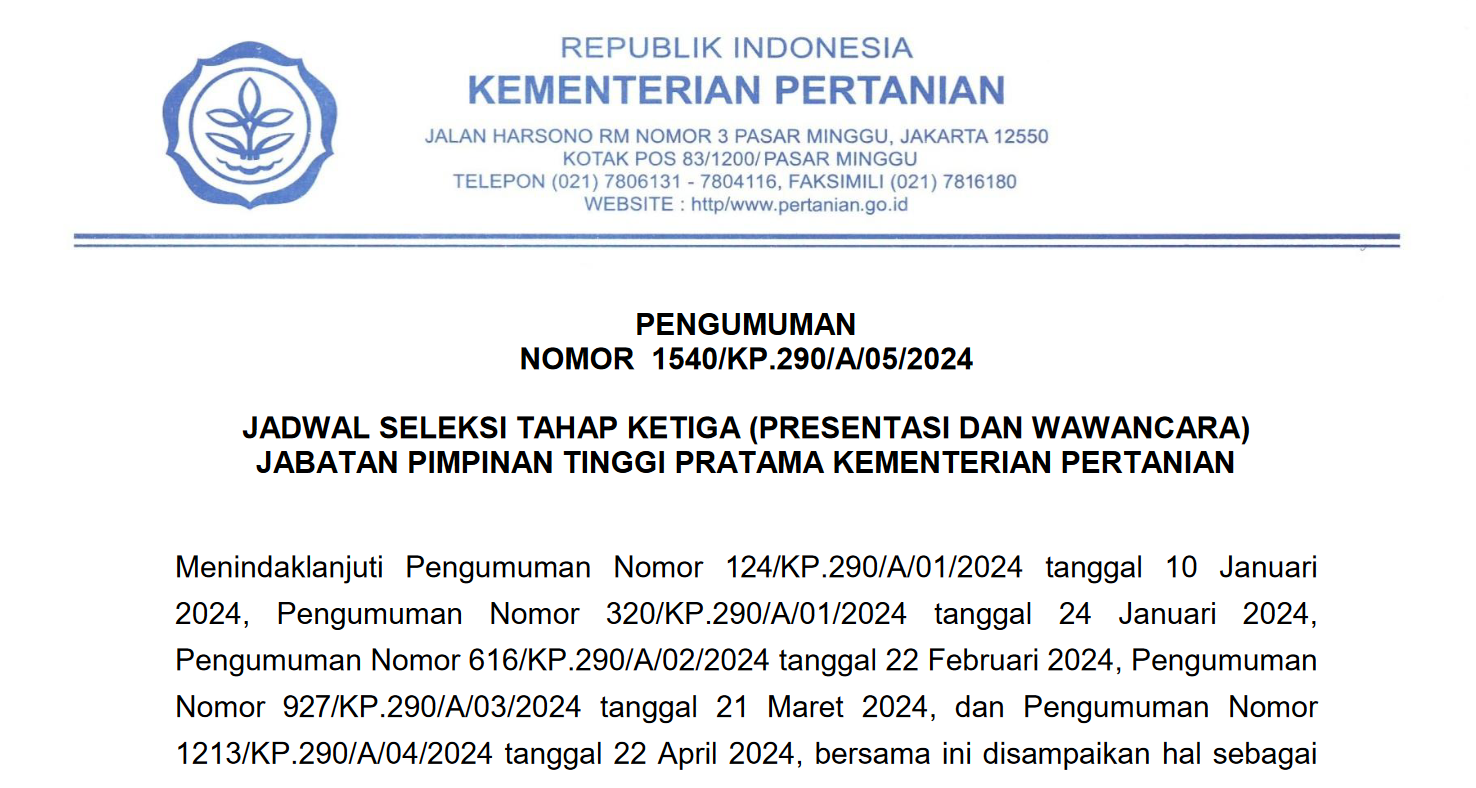 REPUBLIK INDONESIA
KEMENTERIAN PERTANIAN
JALAN HARSONO RM NOMOR 3 PASAR MINGGU, JAKARTA 12550
KOTAK POS 83/1200/ PASAR MINGGU
TELEPON (021) 7806131 - 7804116, FAKSIMILI (021) 7816180
WEBSITE : http/www.pertanian.go.id
PENGUMUMAN
NOMOR 1540/KP.290/A/05/2024
JADWAL SELEKSI TAHAP KETIGA (PRESENTASI DAN WAWANCARA)
JABATAN PIMPINAN TINGGI PRATAMA KEMENTERIAN PERTANIAN
Menindaklanjuti Pengumuman Nomor 124/KP.290/A/01/2024 tanggal 10 Januari
2024, Pengumuman Nomor 320/KP.290/A/01/2024 tanggal 24 Januari 2024,
Pengumuman Nomor 616/KP.290/A/02/2024 tanggal 22 Februari 2024, Pengumuman
Nomor 927/KP.290/A/03/2024 tanggal 21 Maret 2024, dan Pengumuman Nomor
1213/KP.290/A/04/2024 tanggal 22 April 2024, bersama ini disampaikan hal sebagai